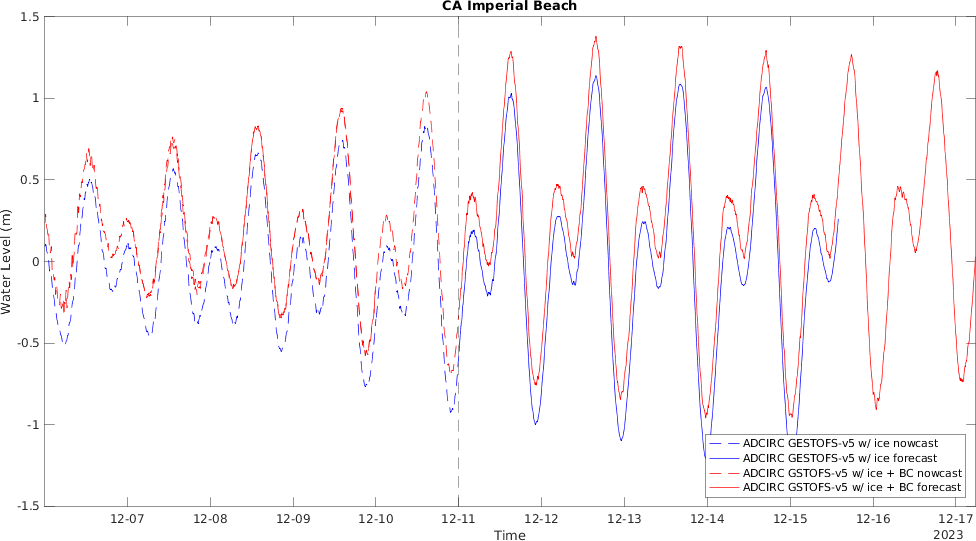 CA Imperial Beach
1.5
1
0.5
0
-0.5
-1
-1.5
Water Level (m)
ADCIRC GESTOFS-v5 w/ ice nowcast
ADCIRC GESTOFS-v5 w/ ice forecast
ADCIRC GSTOFS-v5 w/ ice + BC nowcast
ADCIRC GSTOFS-v5 w/ ice + BC forecast
12-07 12-08 12-09 12-10 12-11 12-12 12-13 12-14 12-15 12-16 12-17
Time
2023